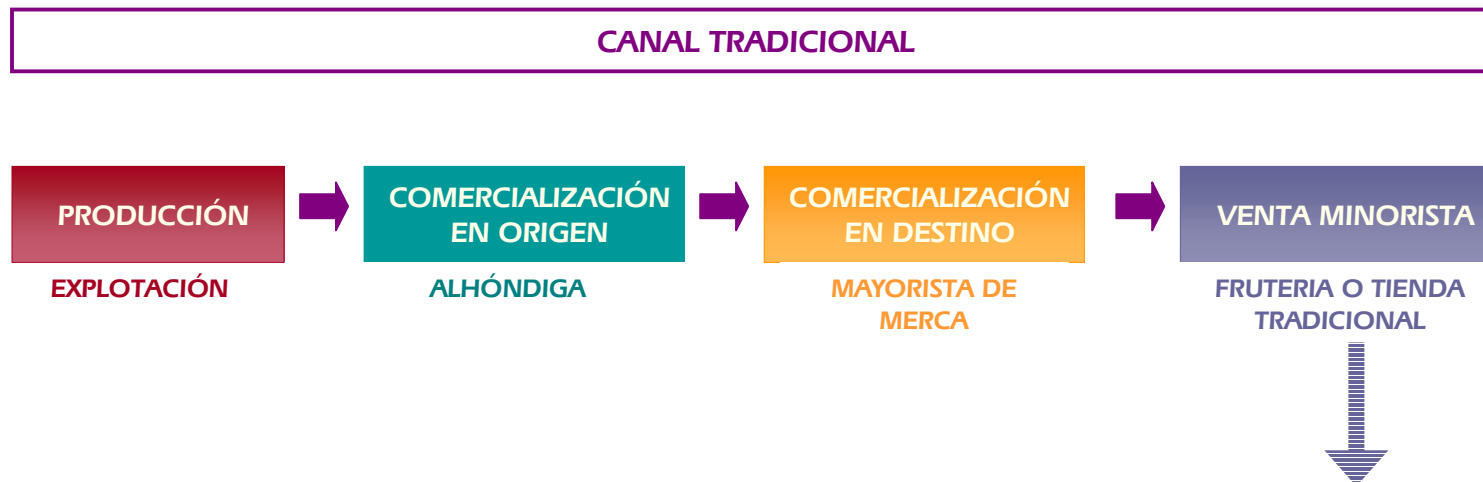 CANAL TRADICIONAL
PRODUCCIÓN
EXPLOTACIÓN
COMERCIALIZACIÓN
EN ORIGEN
ALHÓNDIGA
COMERCIALIZACIÓN
EN DESTINO
MAYORISTA DE
MERCA
VENTA MINORISTA
FRUTERIA O TIENDA
TRADICIONAL